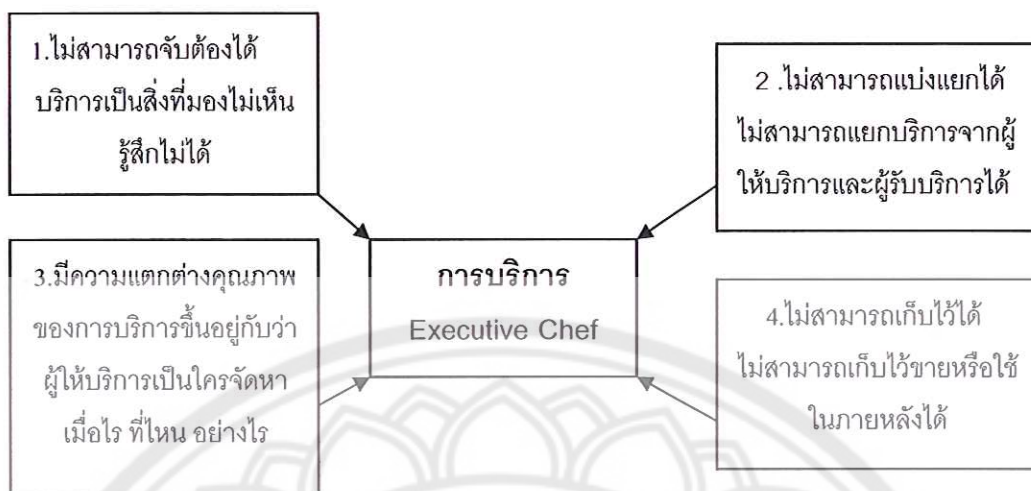 1.ไม่สามารถจับต้องได้
บริการเป็นสิ่งที่มองไม่เห็น
รู้สึกไม่ได้
2 .ไม่สามารถแบ่งแยกได้
ไม่สามารถแยกบริการจากผู้
ให้บริการและผู้รับบริการได้
3.มีความแตกต่างคุณภาพ
ของการบริการขึ้นอยู่กับว่า
ผู้ให้บริการเป็นใครจัดหา
เมื่อไร ที่ไหน อย่างไร
การบริการ
Executive Chef
4.ไม่สามารถเก็บไว้ได้
ไม่สามารถเก็บไว้ขายหรือใช้
ในภายหลังได้